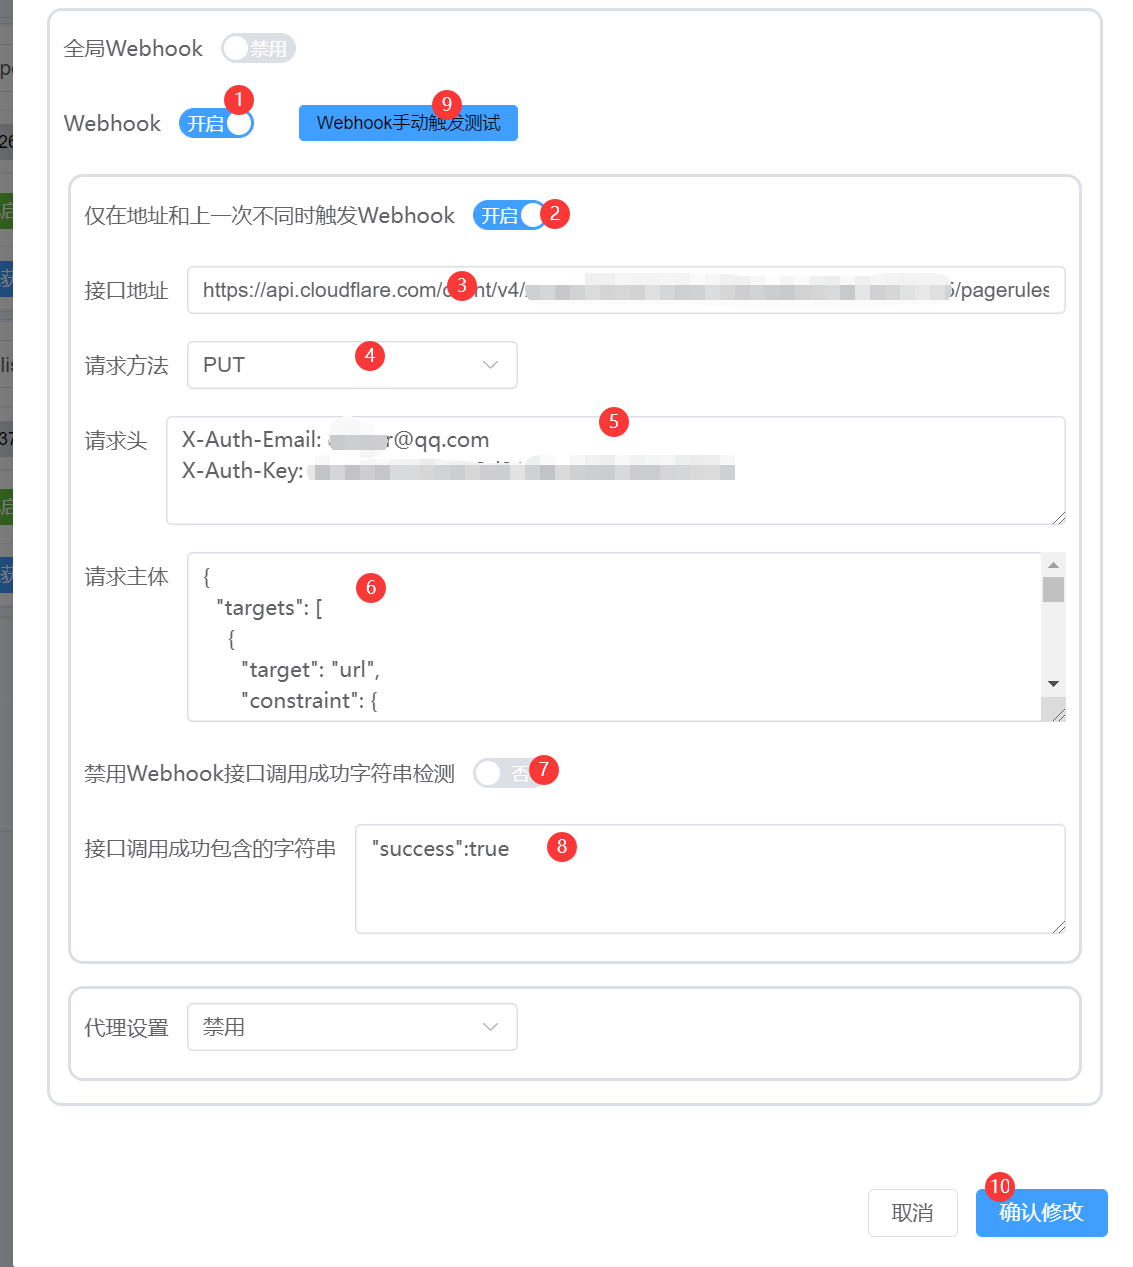 全局Webhook 禁用
1 9
Webhook 开启 Webhook手动触发测试
仅在地址和上一次不同时触发Webhook 开启 2
接口地址 https://api.cloudflare.com/ 3 nt/v4/ /pagerules
请求方法 PUT 4
请求头 X-Auth-Email: r@qq.com 5
X-Auth-Key:
请求主体 { 6
"targets": [
{
"target": "url",
"constraint": {
禁用Webhook接口调用成功字符串检测 否 7
接口调用成功包含的字符串 "success":true 8
代理设置 禁用
10
取消 确认修改